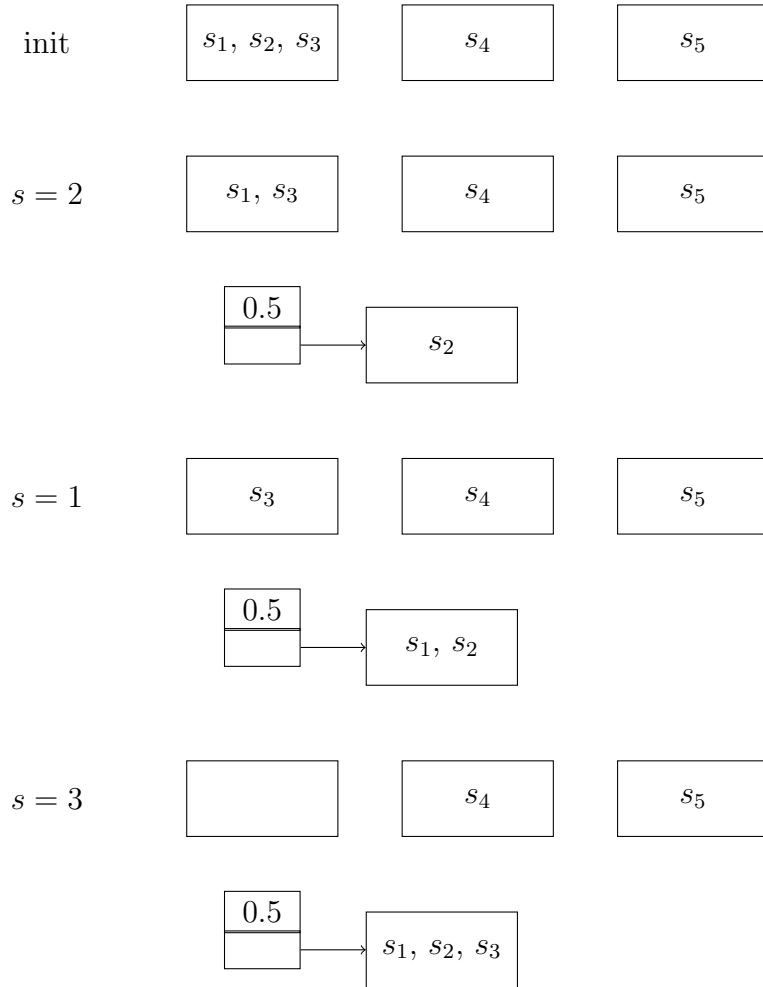 init s₁, s₂, s₃ s₄ s₅
s = 2 s₁, s₃ s₄ s₅
0.5
s₂
s = 1 s₃ s₄ s₅
0.5
s₁, s₂
s = 3 s₄ s₅
0.5
s₁, s₂, s₃